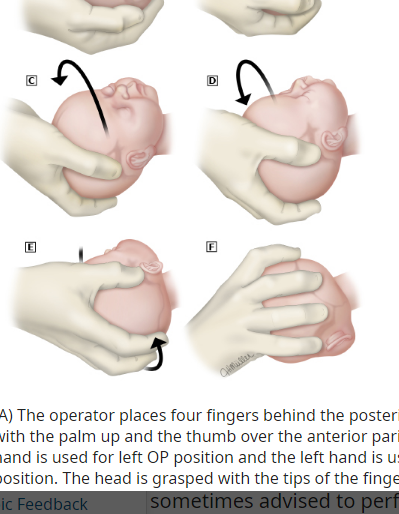 C
D
E
F
A) The operator places four fingers behind the posteri
with the palm up and the thumb over the anterior pari
hand is used for left OP position and the left hand is us
position. The head is grasped with the tips of the finge
ic Feedback
sometimes advised to perf